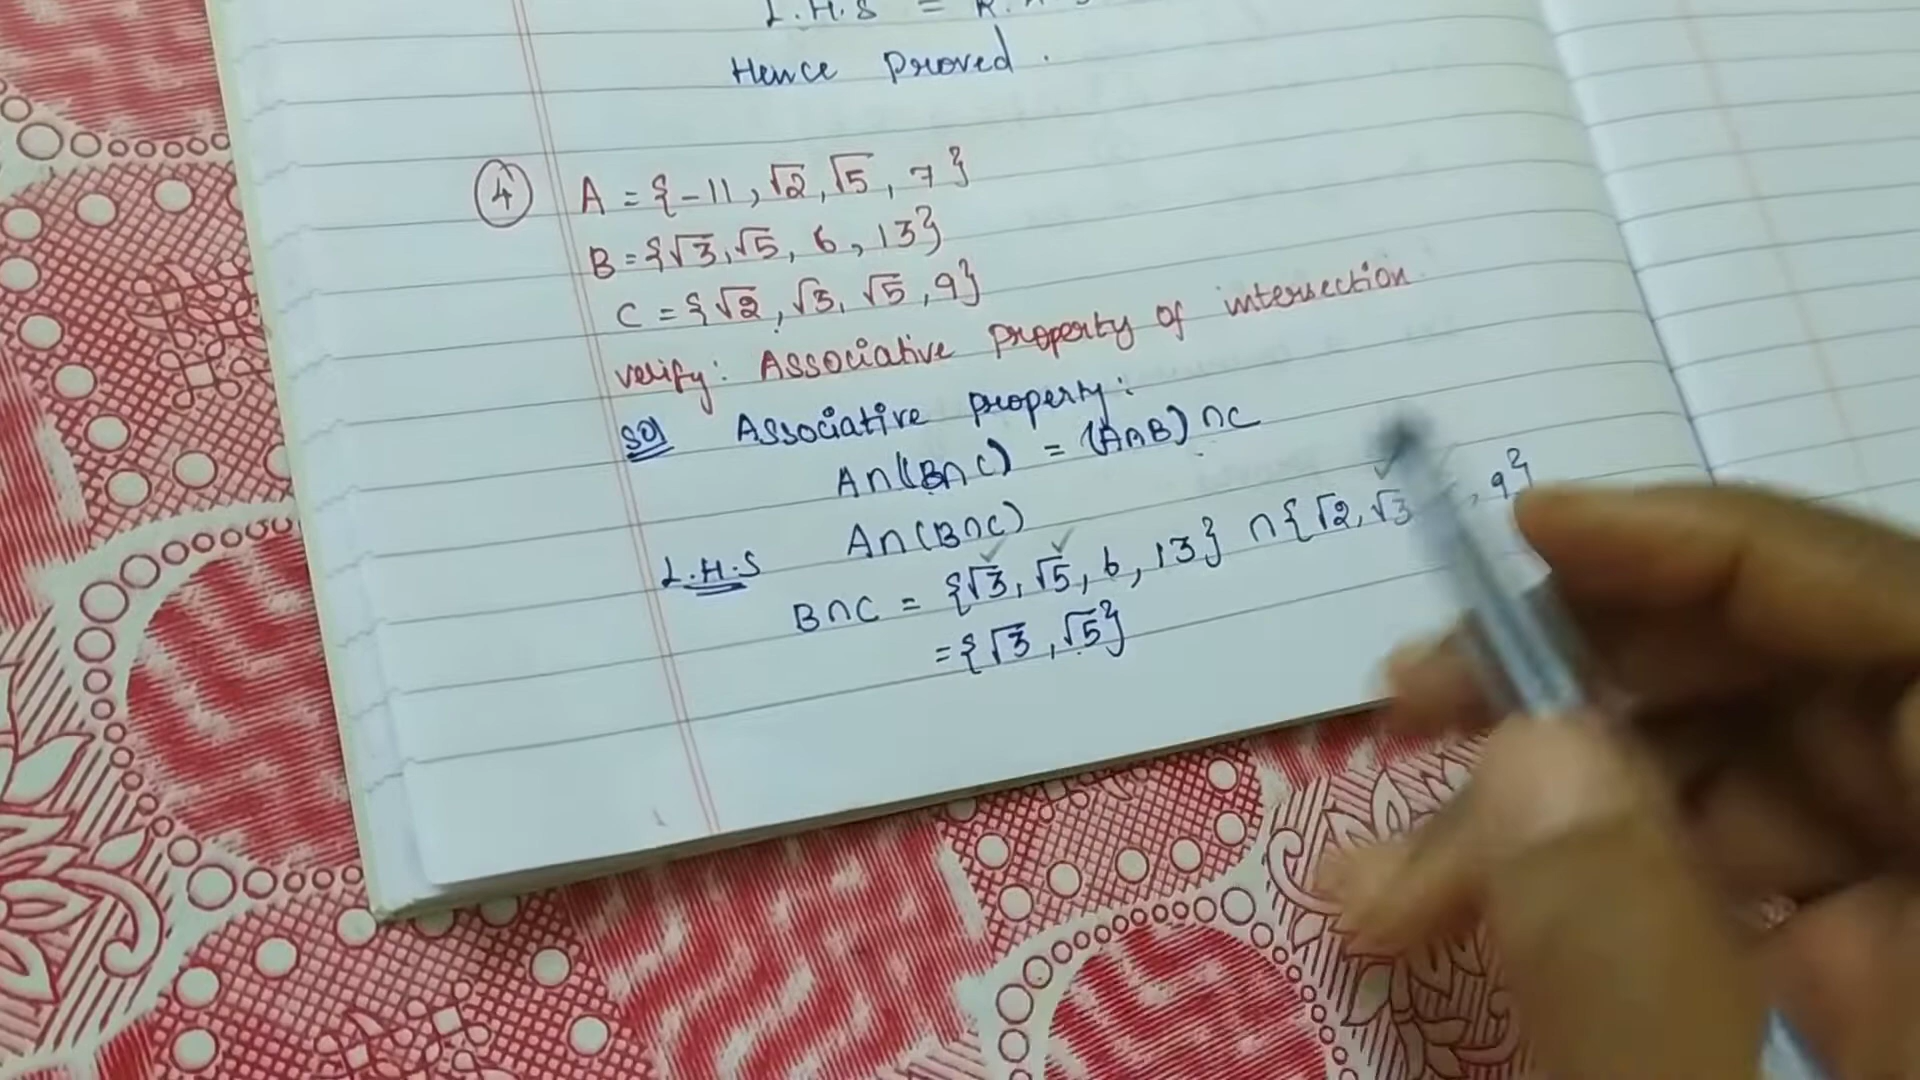 L.H.S = R.H.S
Hence Proved.
4 A = {-11, √2, √5, 7}
B = {√3, √5, 6, 13}
C = {√2, √3, √5, 9}
verify: Associative property of intersection
Sol Associative property:
A∩(B∩C) = (A∩B)∩C
L.H.S A∩(B∩C)
B∩C = {√3, √5, 6, 13} ∩ {√2, √3 , 9}
= {√3, √5}